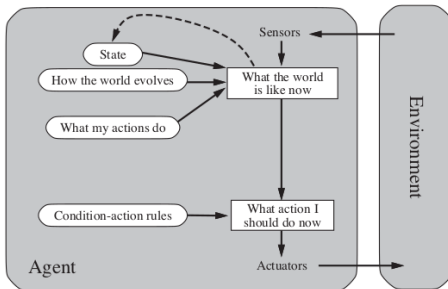 Sensors
State
How the world evolves
What the world
is like now
What my actions do
Condition-action rules
What action I
should do now
Agent
Actuators
Environment